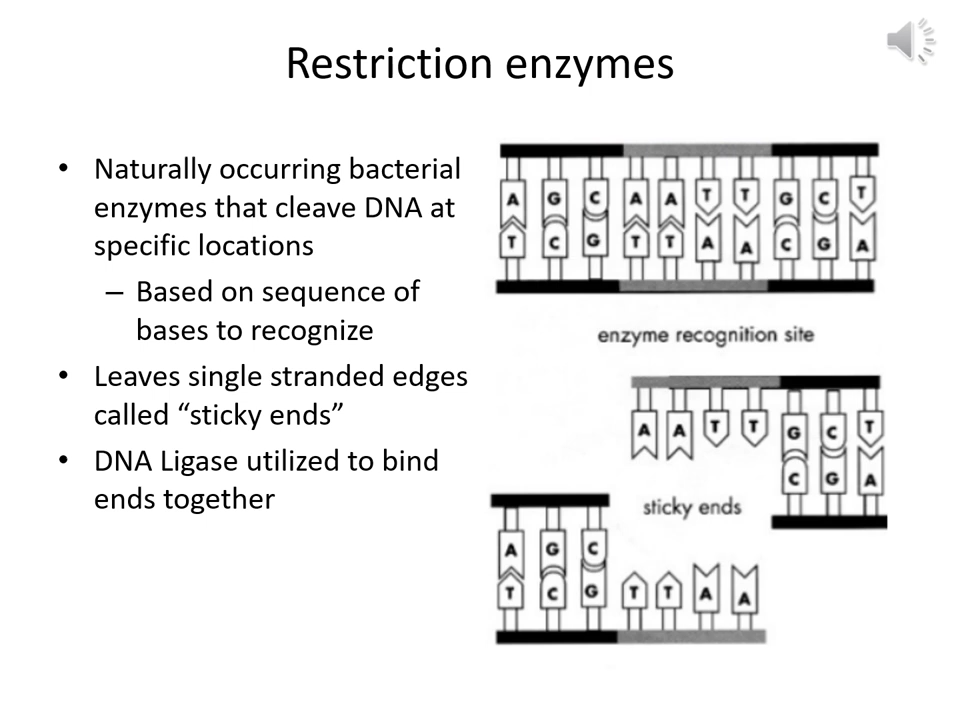 Restriction enzymes
• Naturally occurring bacterial
enzymes that cleave DNA at
specific locations
– Based on sequence of
bases to recognize
• Leaves single stranded edges
called “sticky ends”
• DNA Ligase utilized to bind
ends together
A G C A A T T G C T
T C G T T A A C G A
enzyme recognition site
A A T T G C T
C G A
sticky ends
A G C
T C G T T A A